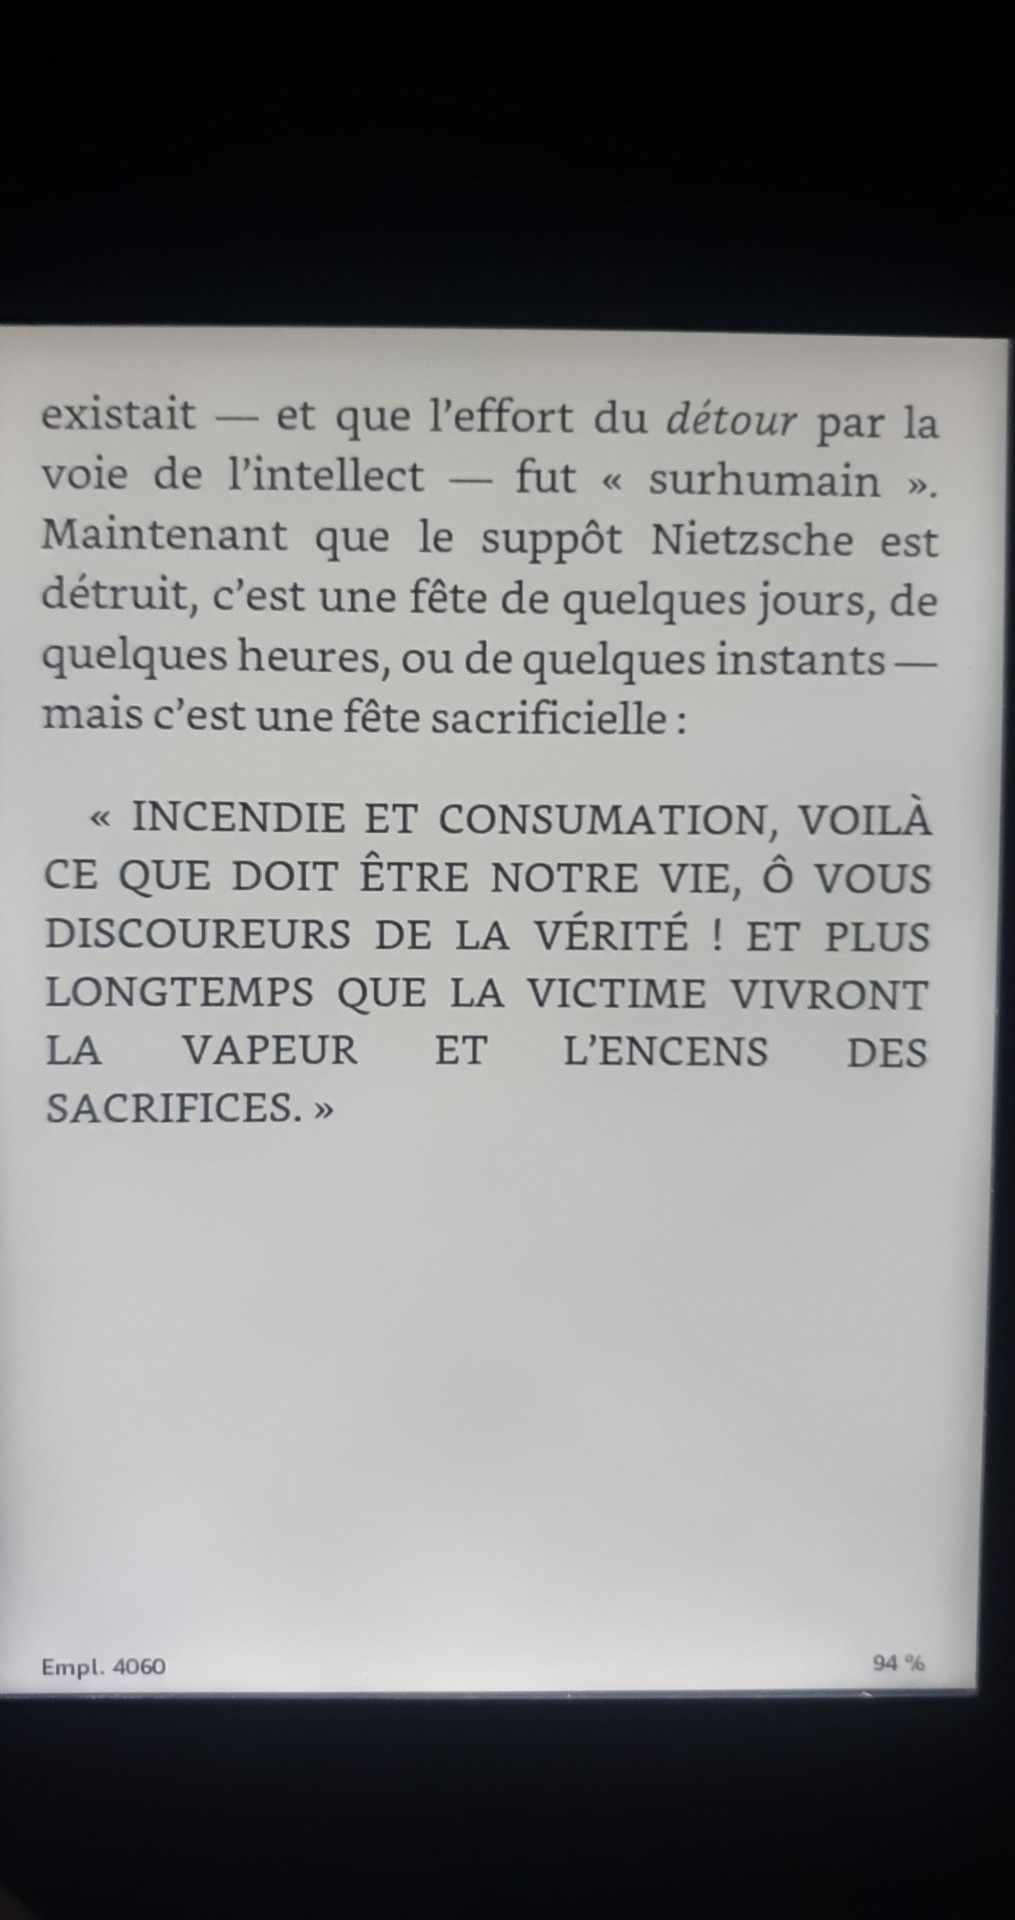 existait — et que l’effort du détour par la
voie de l’intellect — fut « surhumain ».
Maintenant que le suppôt Nietzsche est
détruit, c’est une fête de quelques jours, de
quelques heures, ou de quelques instants —
mais c’est une fête sacrificielle :
« INCENDIE ET CONSUMATION, VOILÀ
CE QUE DOIT ÊTRE NOTRE VIE, Ô VOUS
DISCOUREURS DE LA VÉRITÉ ! ET PLUS
LONGTEMPS QUE LA VICTIME VIVRONT
LA VAPEUR ET L’ENCENS DES
SACRIFICES. »
Empl. 4060 94 %